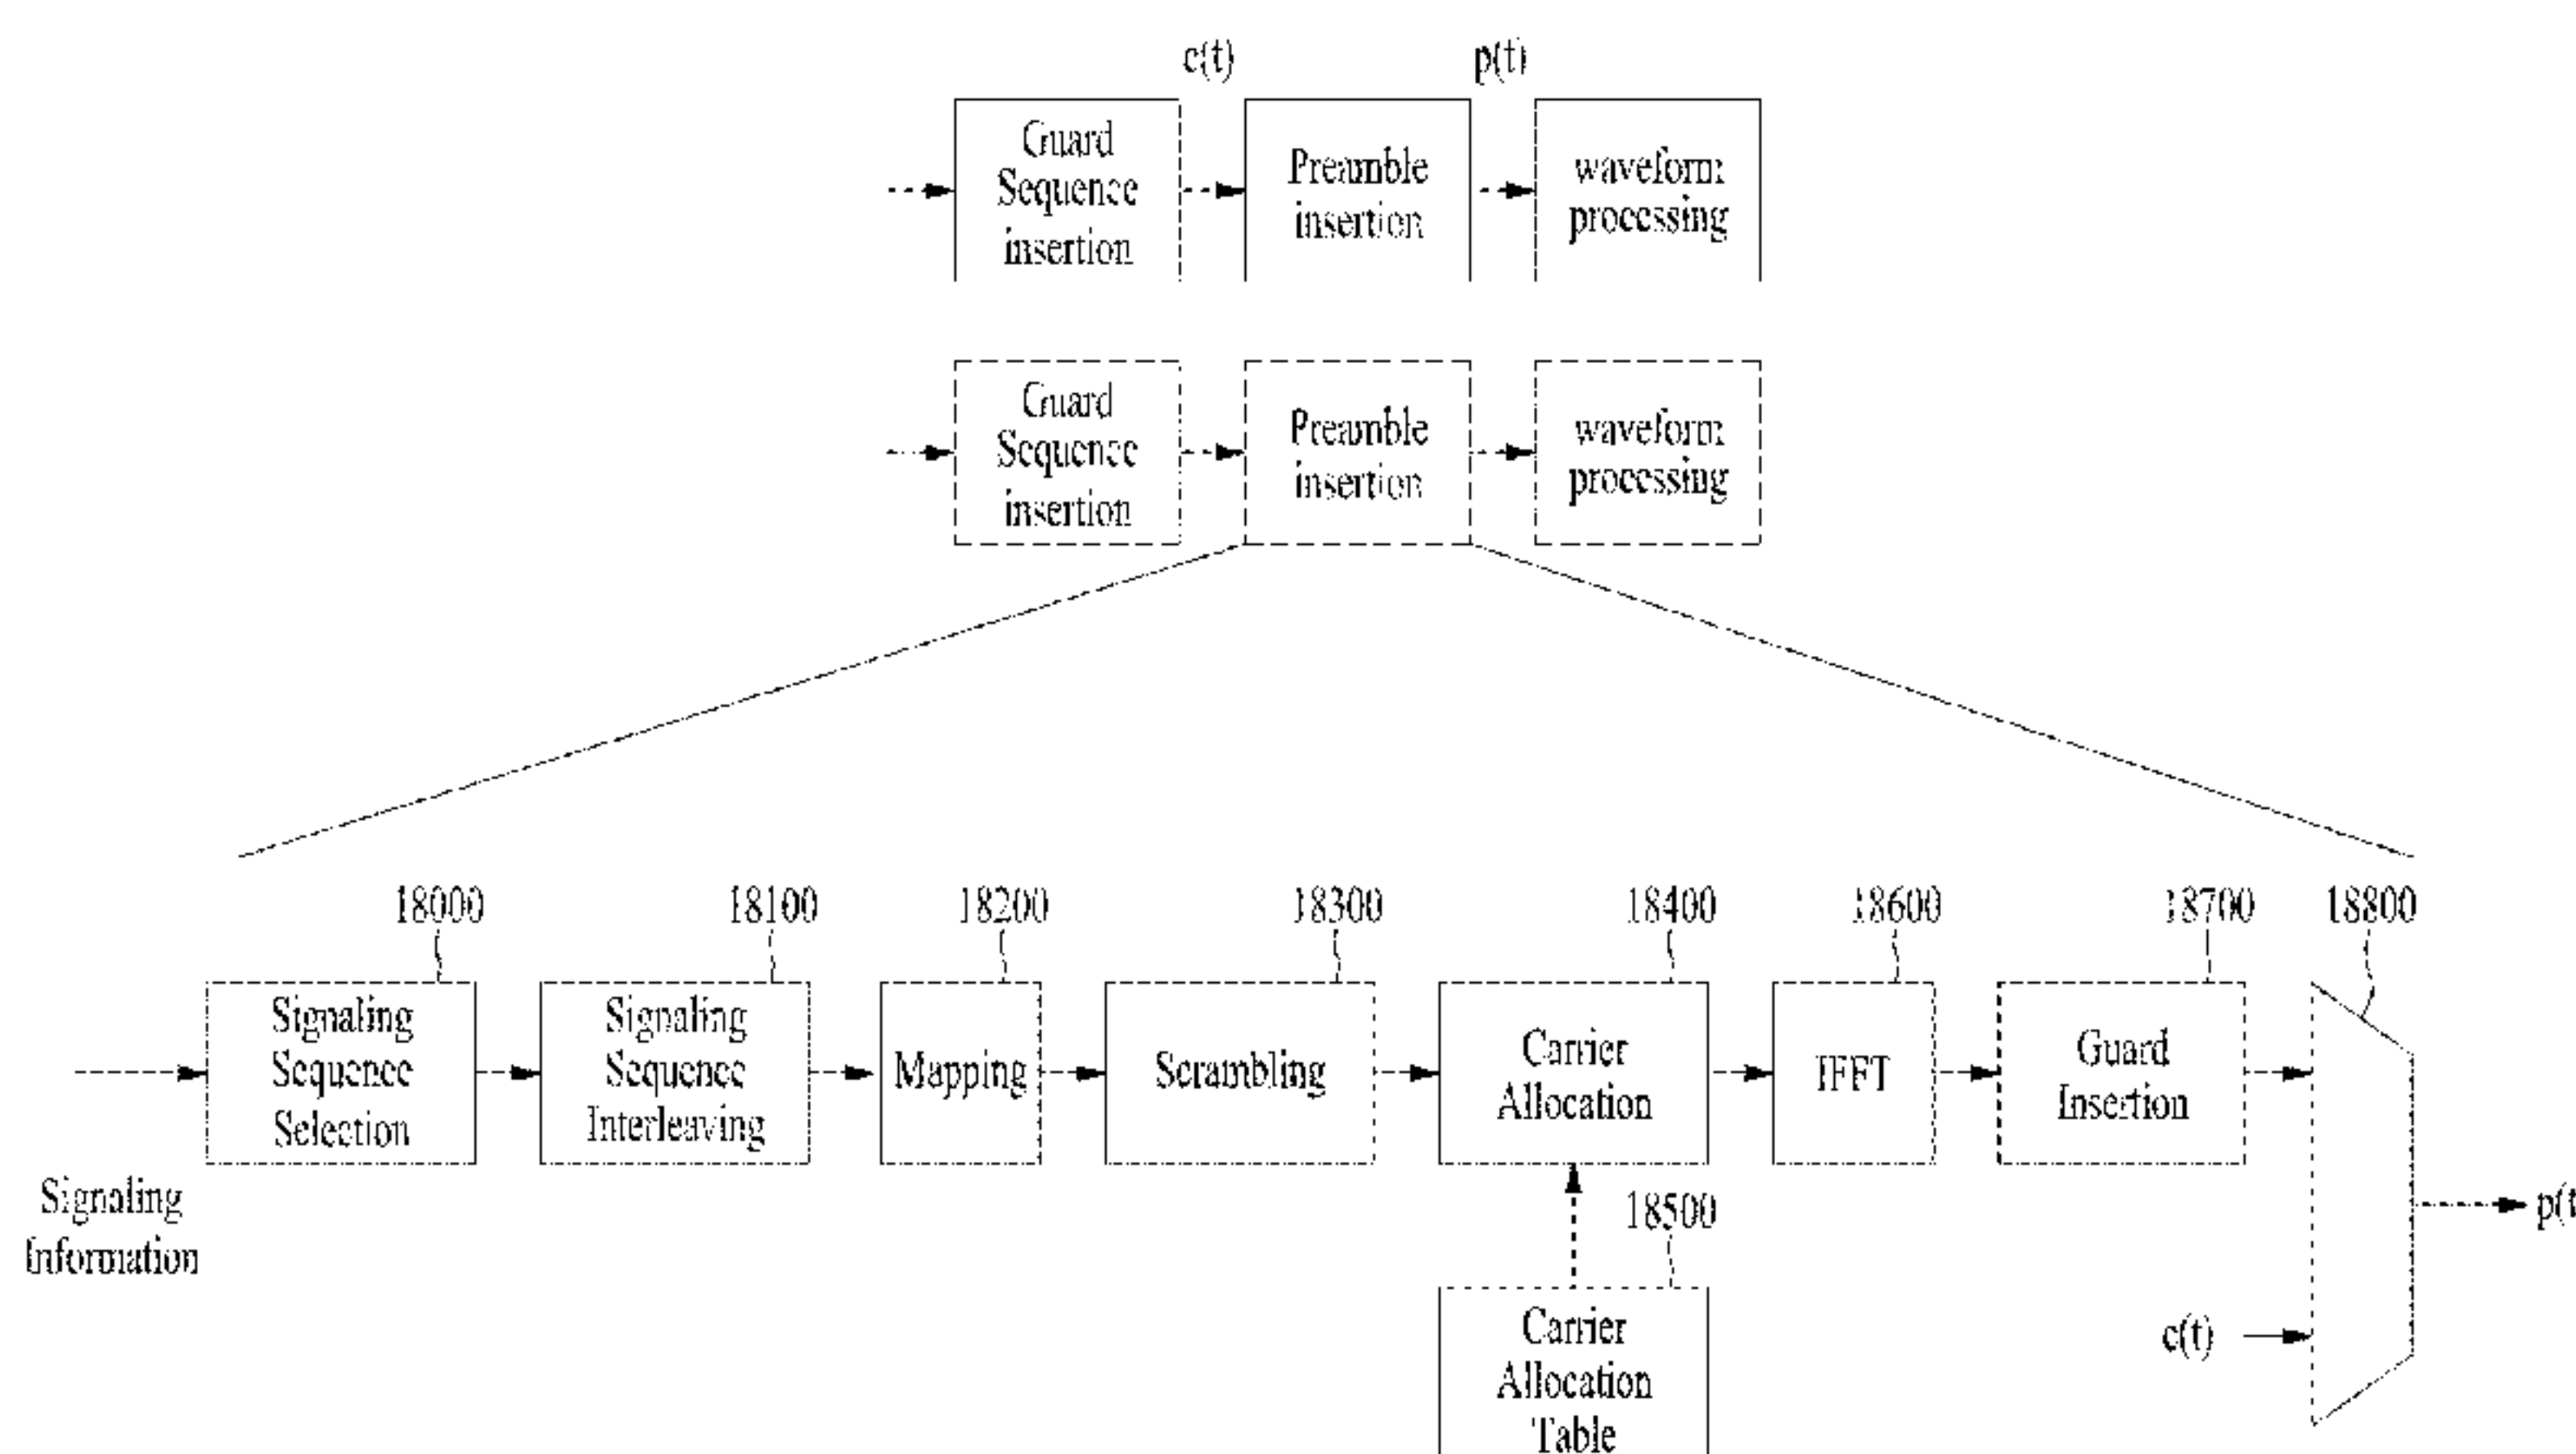 c(t)
p(t)
Guard
Sequence
insertion
Preamble
insertion
waveform
processing
Guard
Sequence
insertion
Preamble
insertion
waveform
processing
18000
18100
18200
18300
18400
18600
18700
18800
Signaling
Sequence
Selection
Signaling
Sequence
Interleaving
Mapping
Scrambling
Carrier
Allocation
IFFT
Guard
Insertion
Signaling
Information
18500
p(t
c(t)
Carrier
Allocation
Table